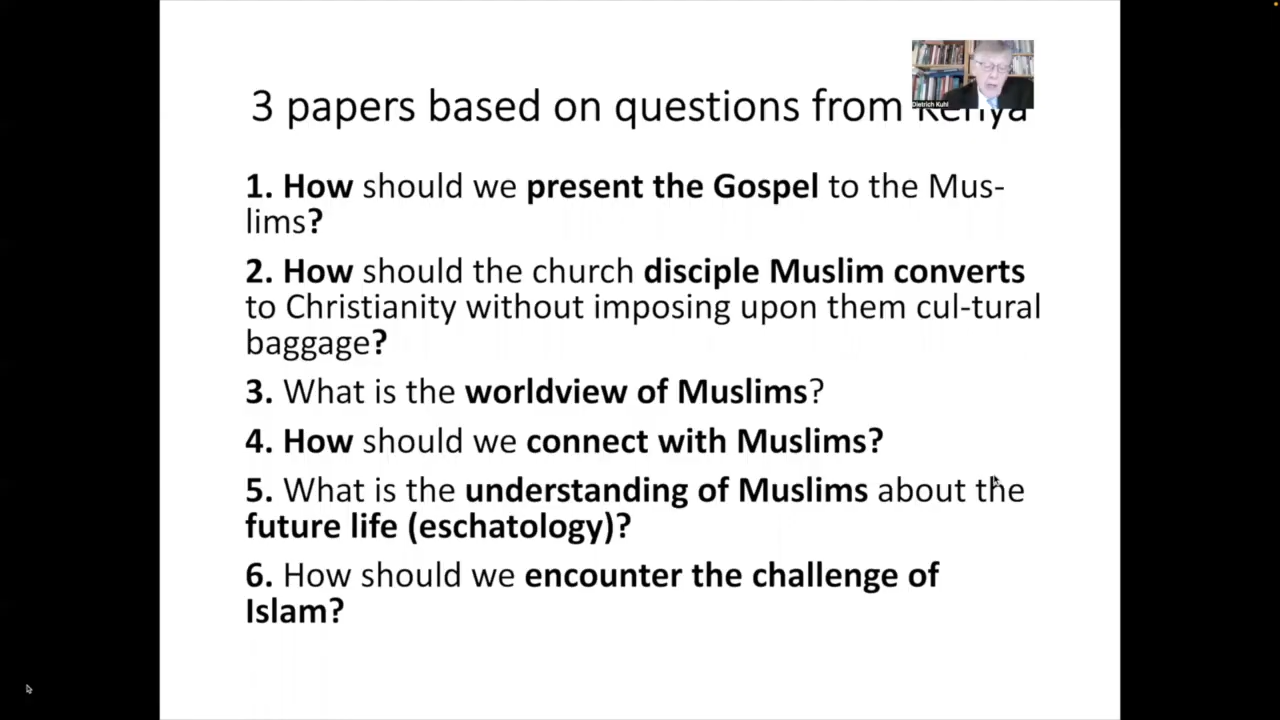 Dietrich Kuhl
3 papers based on questions from Kenya
1. How should we present the Gospel to the Mus-
lims?
2. How should the church disciple Muslim converts
to Christianity without imposing upon them cul-tural
baggage?
3. What is the worldview of Muslims?
4. How should we connect with Muslims?
5. What is the understanding of Muslims about the
future life (eschatology)?
6. How should we encounter the challenge of
Islam?